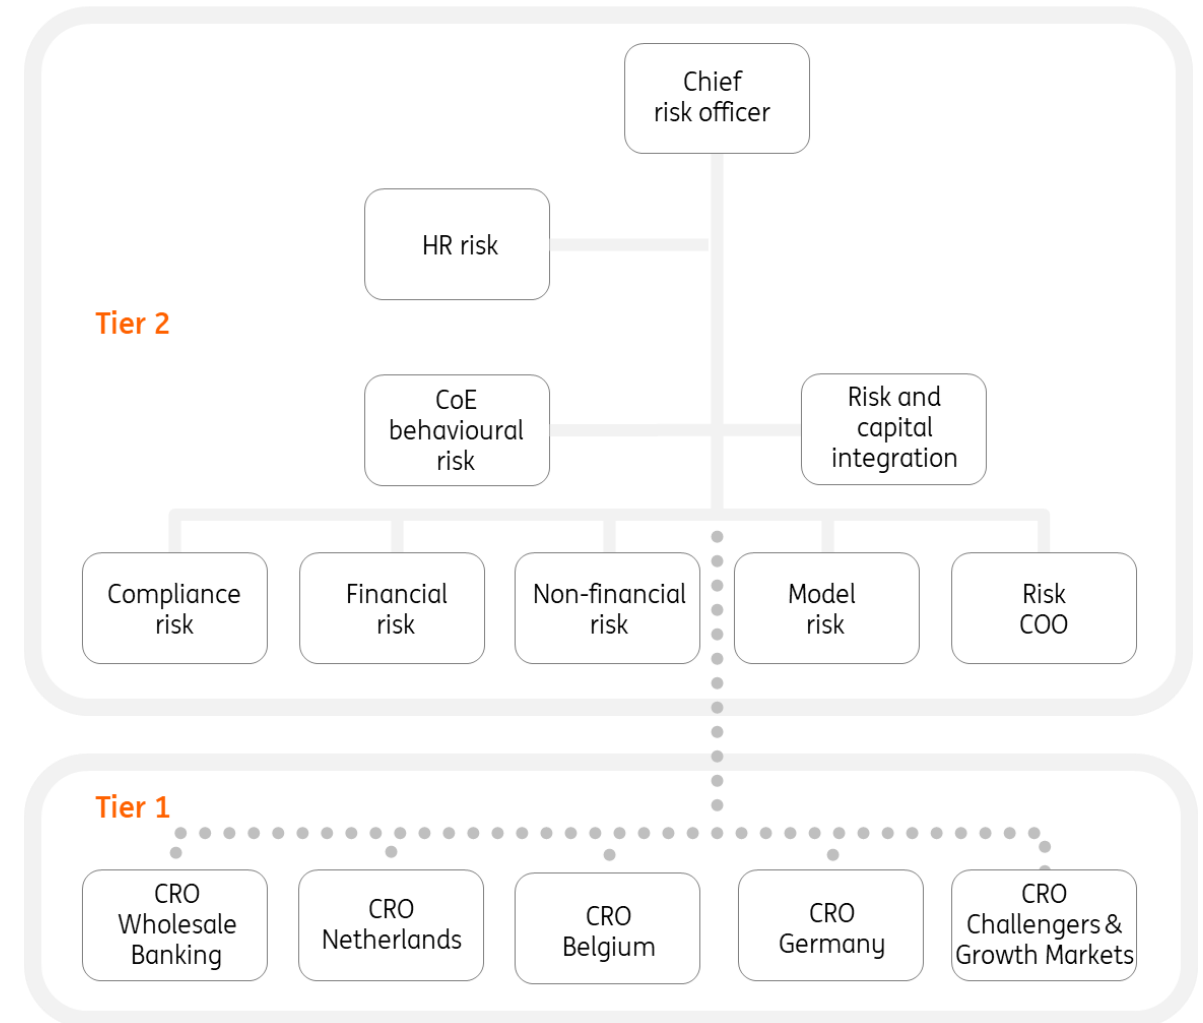 Chief
risk officer
HR risk
Tier 2
CoE
behavioural
risk
Risk and
capital
integration
Compliance
risk
Financial
risk
Non-financial
risk
Model
risk
Risk
COO
Tier 1
CRO
Wholesale
Banking
CRO
Netherlands
CRO
Belgium
CRO
Germany
CRO
Challengers &
Growth Markets